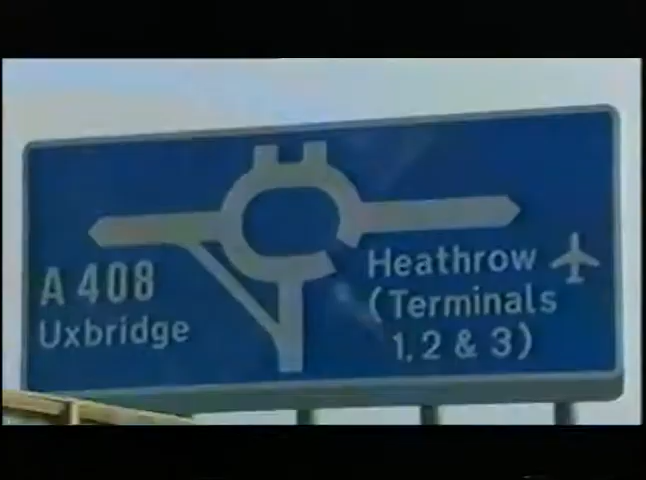 A 408
Uxbridge
Heathrow
(Terminals
1, 2 & 3)